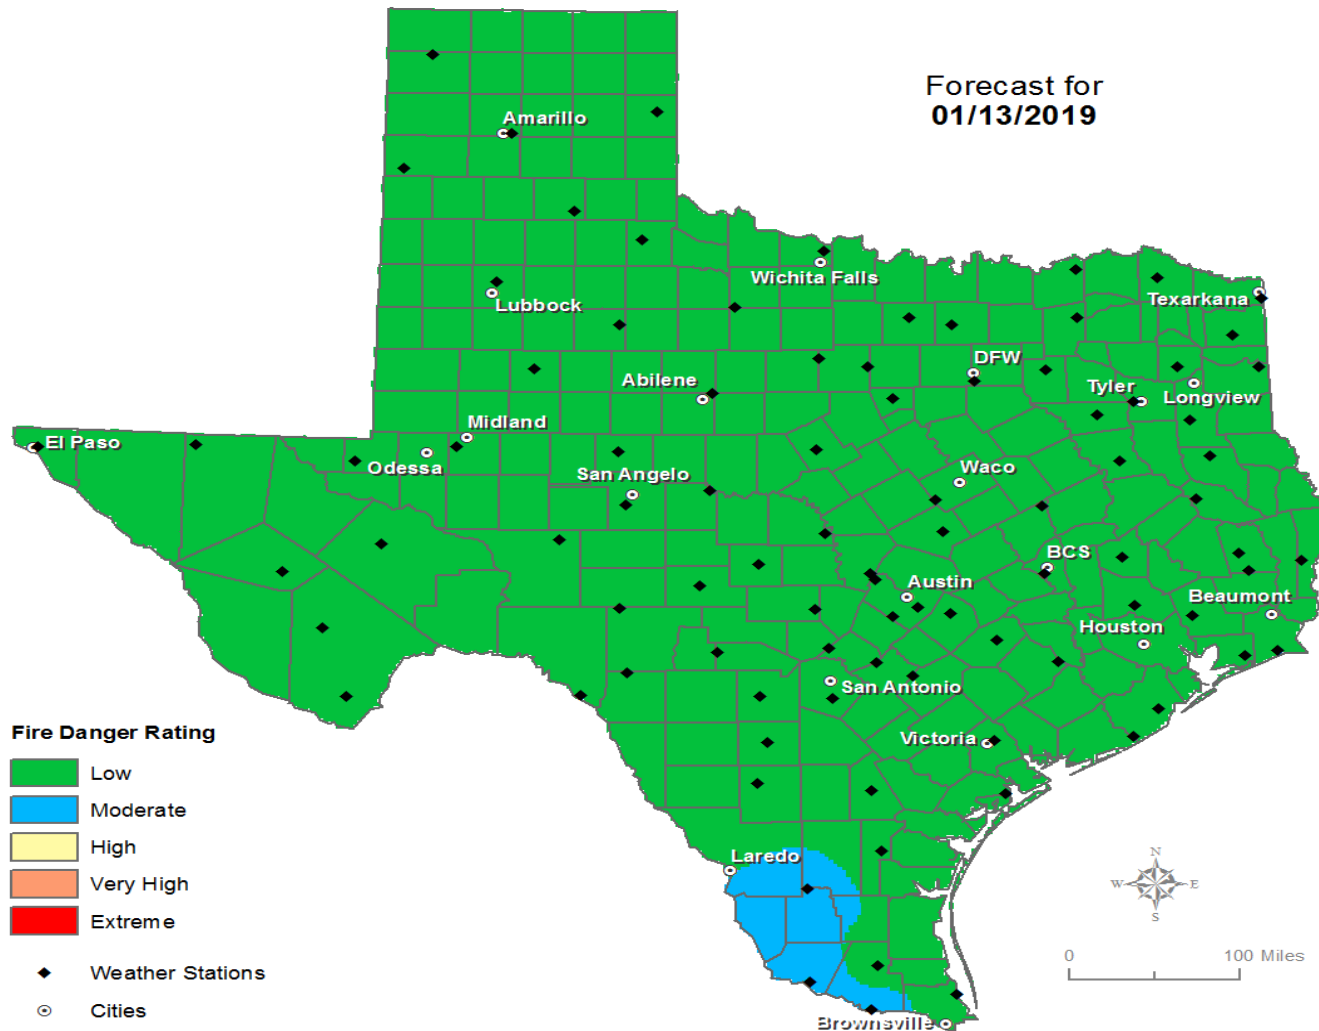 Forecast for
01/13/2019
Amarillo
Wichita Falls
Lubbock
Texarkana
DFW
Abilene
Tyler
Longview
Midland
El Paso
Odessa
San Angelo
Waco
BCS
Austin
Beaumont
Houston
San Antonio
Victoria
Laredo
Brownsville
Fire Danger Rating
Low
Moderate
High
Very High
Extreme
Weather Stations
Cities
N
W E
S
0 100 Miles